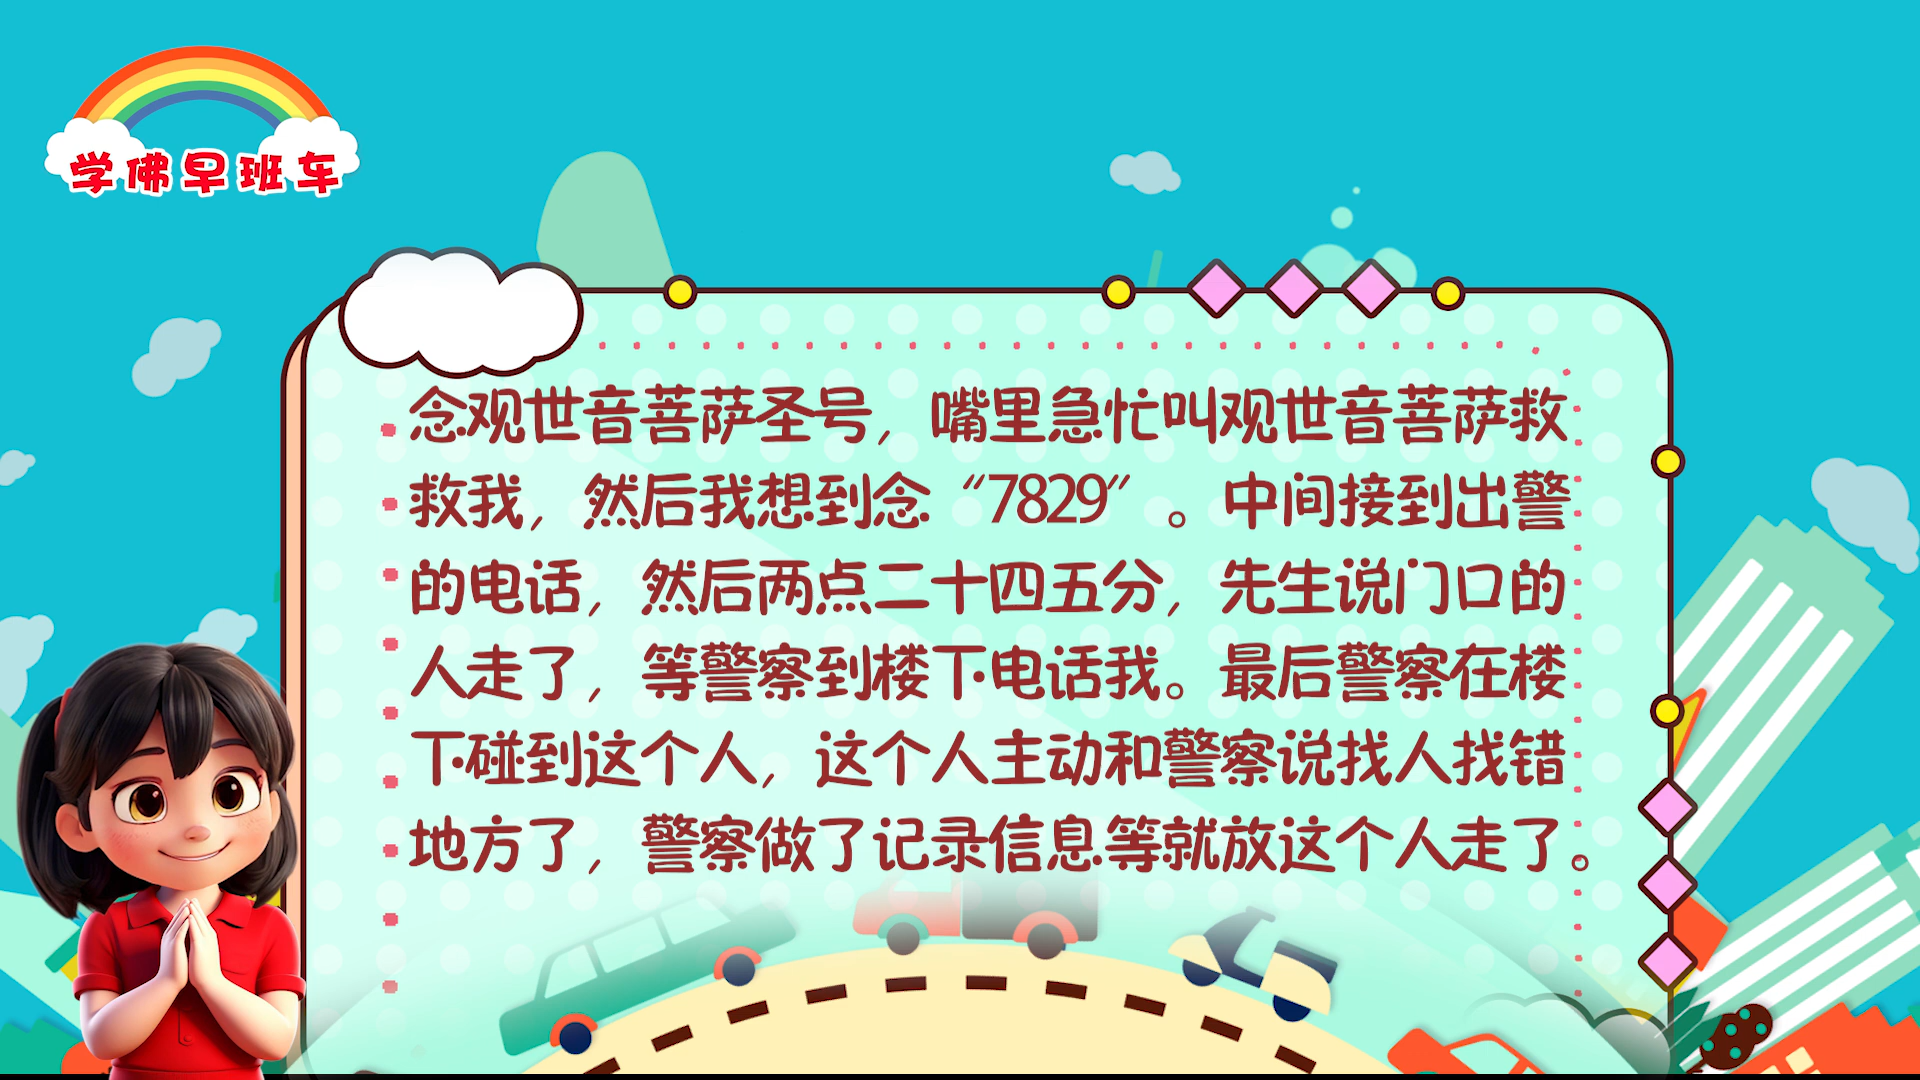 学佛早班车
念观世音菩萨圣号，嘴里急忙叫观世音菩萨救
救我，然后我想到念“7829”。中间接到出警
的电话，然后两点二十四五分，先生说门口的
人走了，等警察到楼下电话我。最后警察在楼
下碰到这个人，这个人主动和警察说找人找错
地方了，警察做了记录信息等就放这个人走了。